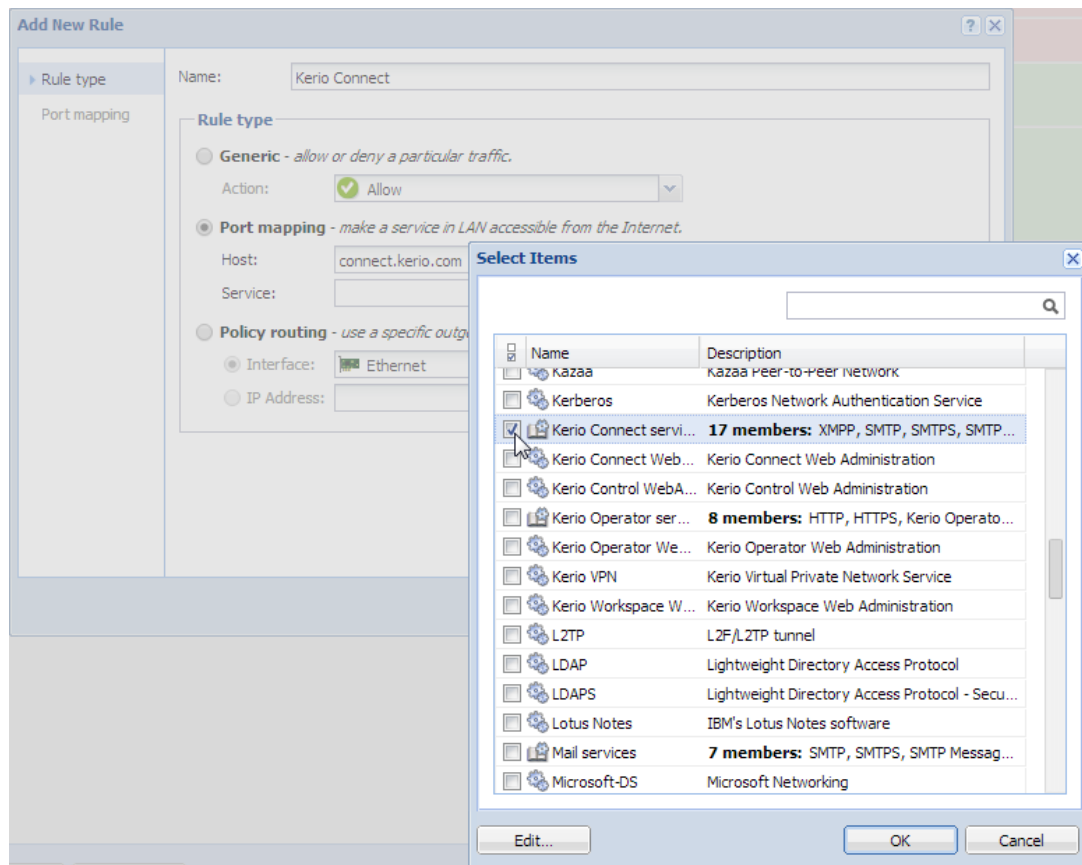 Add New Rule
Rule type
Port mapping
Name: Kerio Connect
Rule type
Generic - allow or deny a particular traffic.
Action: Allow
Port mapping - make a service in LAN accessible from the Internet.
Host: connect.kerio.com
Service:
Policy routing - use a specific outg
Interface: Ethernet
IP Address:
Select Items
Name Description
Kazaa Kazaa Peer-to-Peer Network
Kerberos Kerberos Network Authentication Service
Kerio Connect servi... 17 members: XMPP, SMTP, SMTPS, SMTP...
Kerio Connect Web... Kerio Connect Web Administration
Kerio Control WebA... Kerio Control Web Administration
Kerio Operator ser... 8 members: HTTP, HTTPS, Kerio Operato...
Kerio Operator We... Kerio Operator Web Administration
Kerio VPN Kerio Virtual Private Network Service
Kerio Workspace W... Kerio Workspace Web Administration
L2TP L2F/L2TP tunnel
LDAP Lightweight Directory Access Protocol
LDAPS Lightweight Directory Access Protocol - Secu...
Lotus Notes IBM's Lotus Notes software
Mail services 7 members: SMTP, SMTPS, SMTP Messag...
Microsoft-DS Microsoft Networking
Edit... OK Cancel